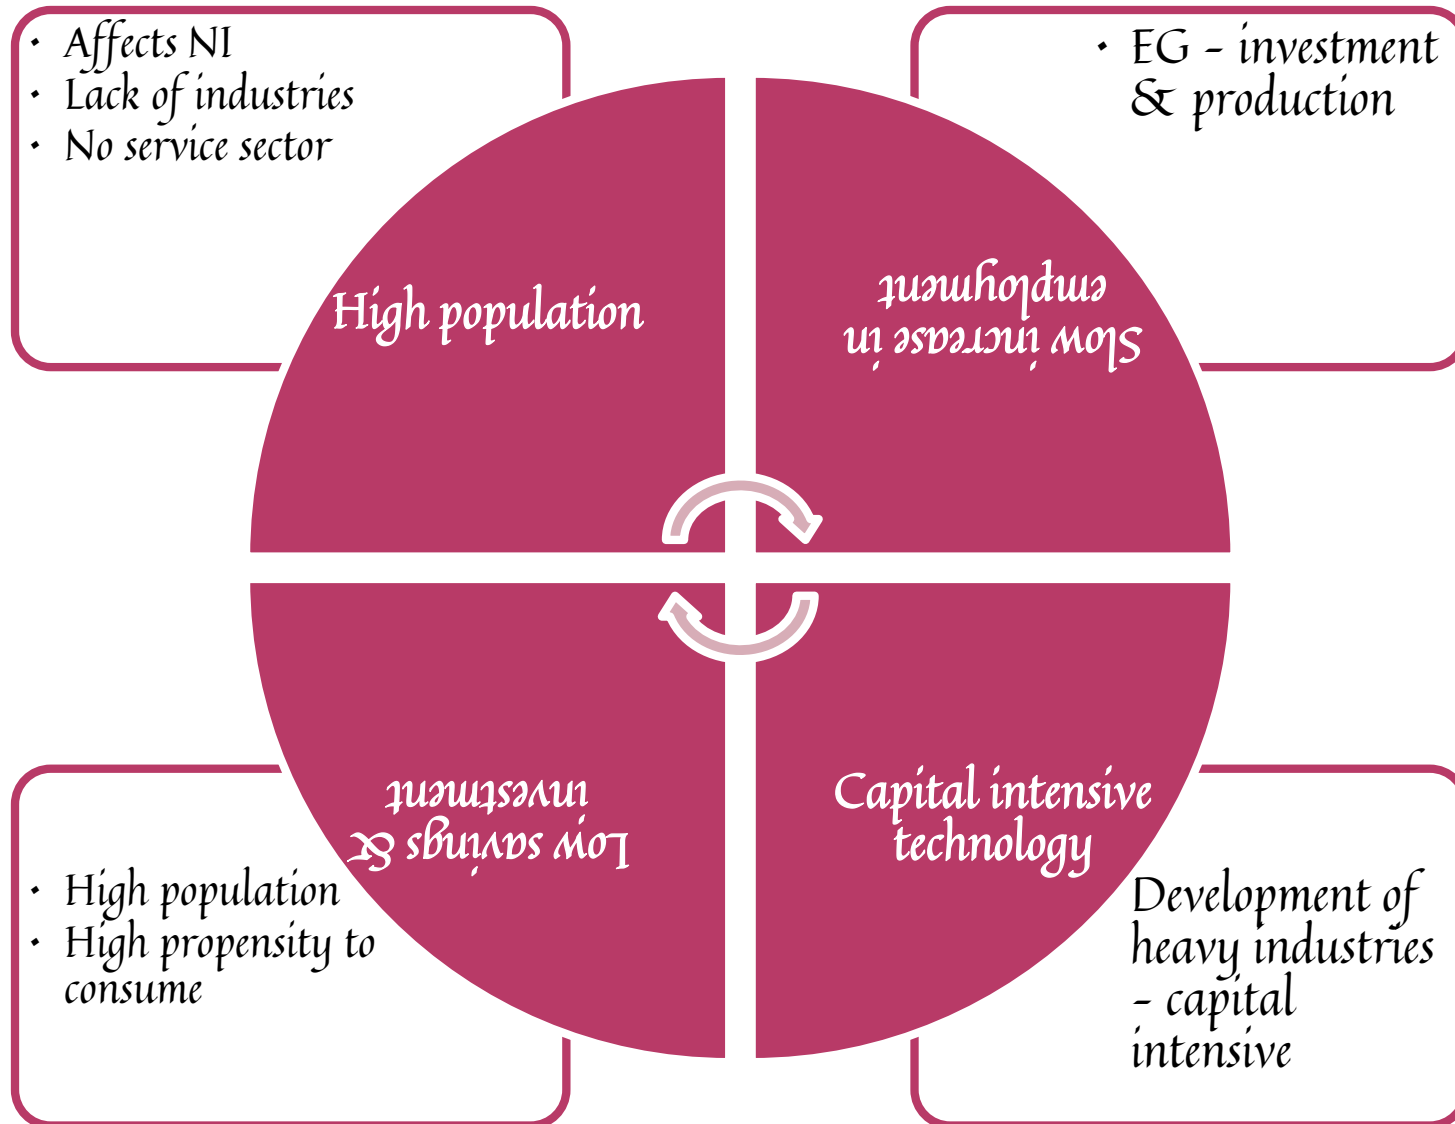 · Affects NI
· Lack of industries
· No service sector
· EG - investment
& production
High population
Slow increase in
employment
Low savings &
investment
Capital intensive
technology
· High population
· High propensity to
consume
Development of
heavy industries
- capital
intensive